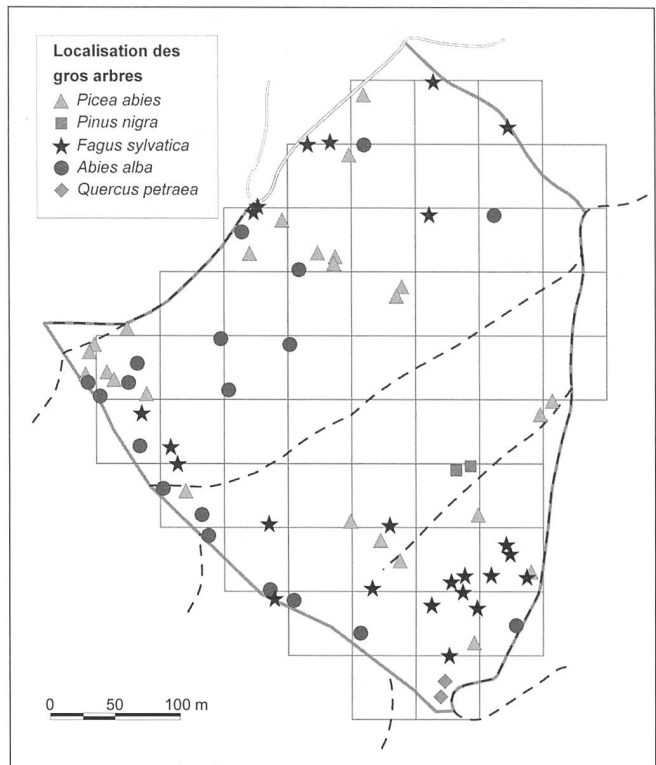 Localisation des
gros arbres
Picea abies
Pinus nigra
Fagus sylvatica
Abies alba
Quercus petraea
0 50 100 m